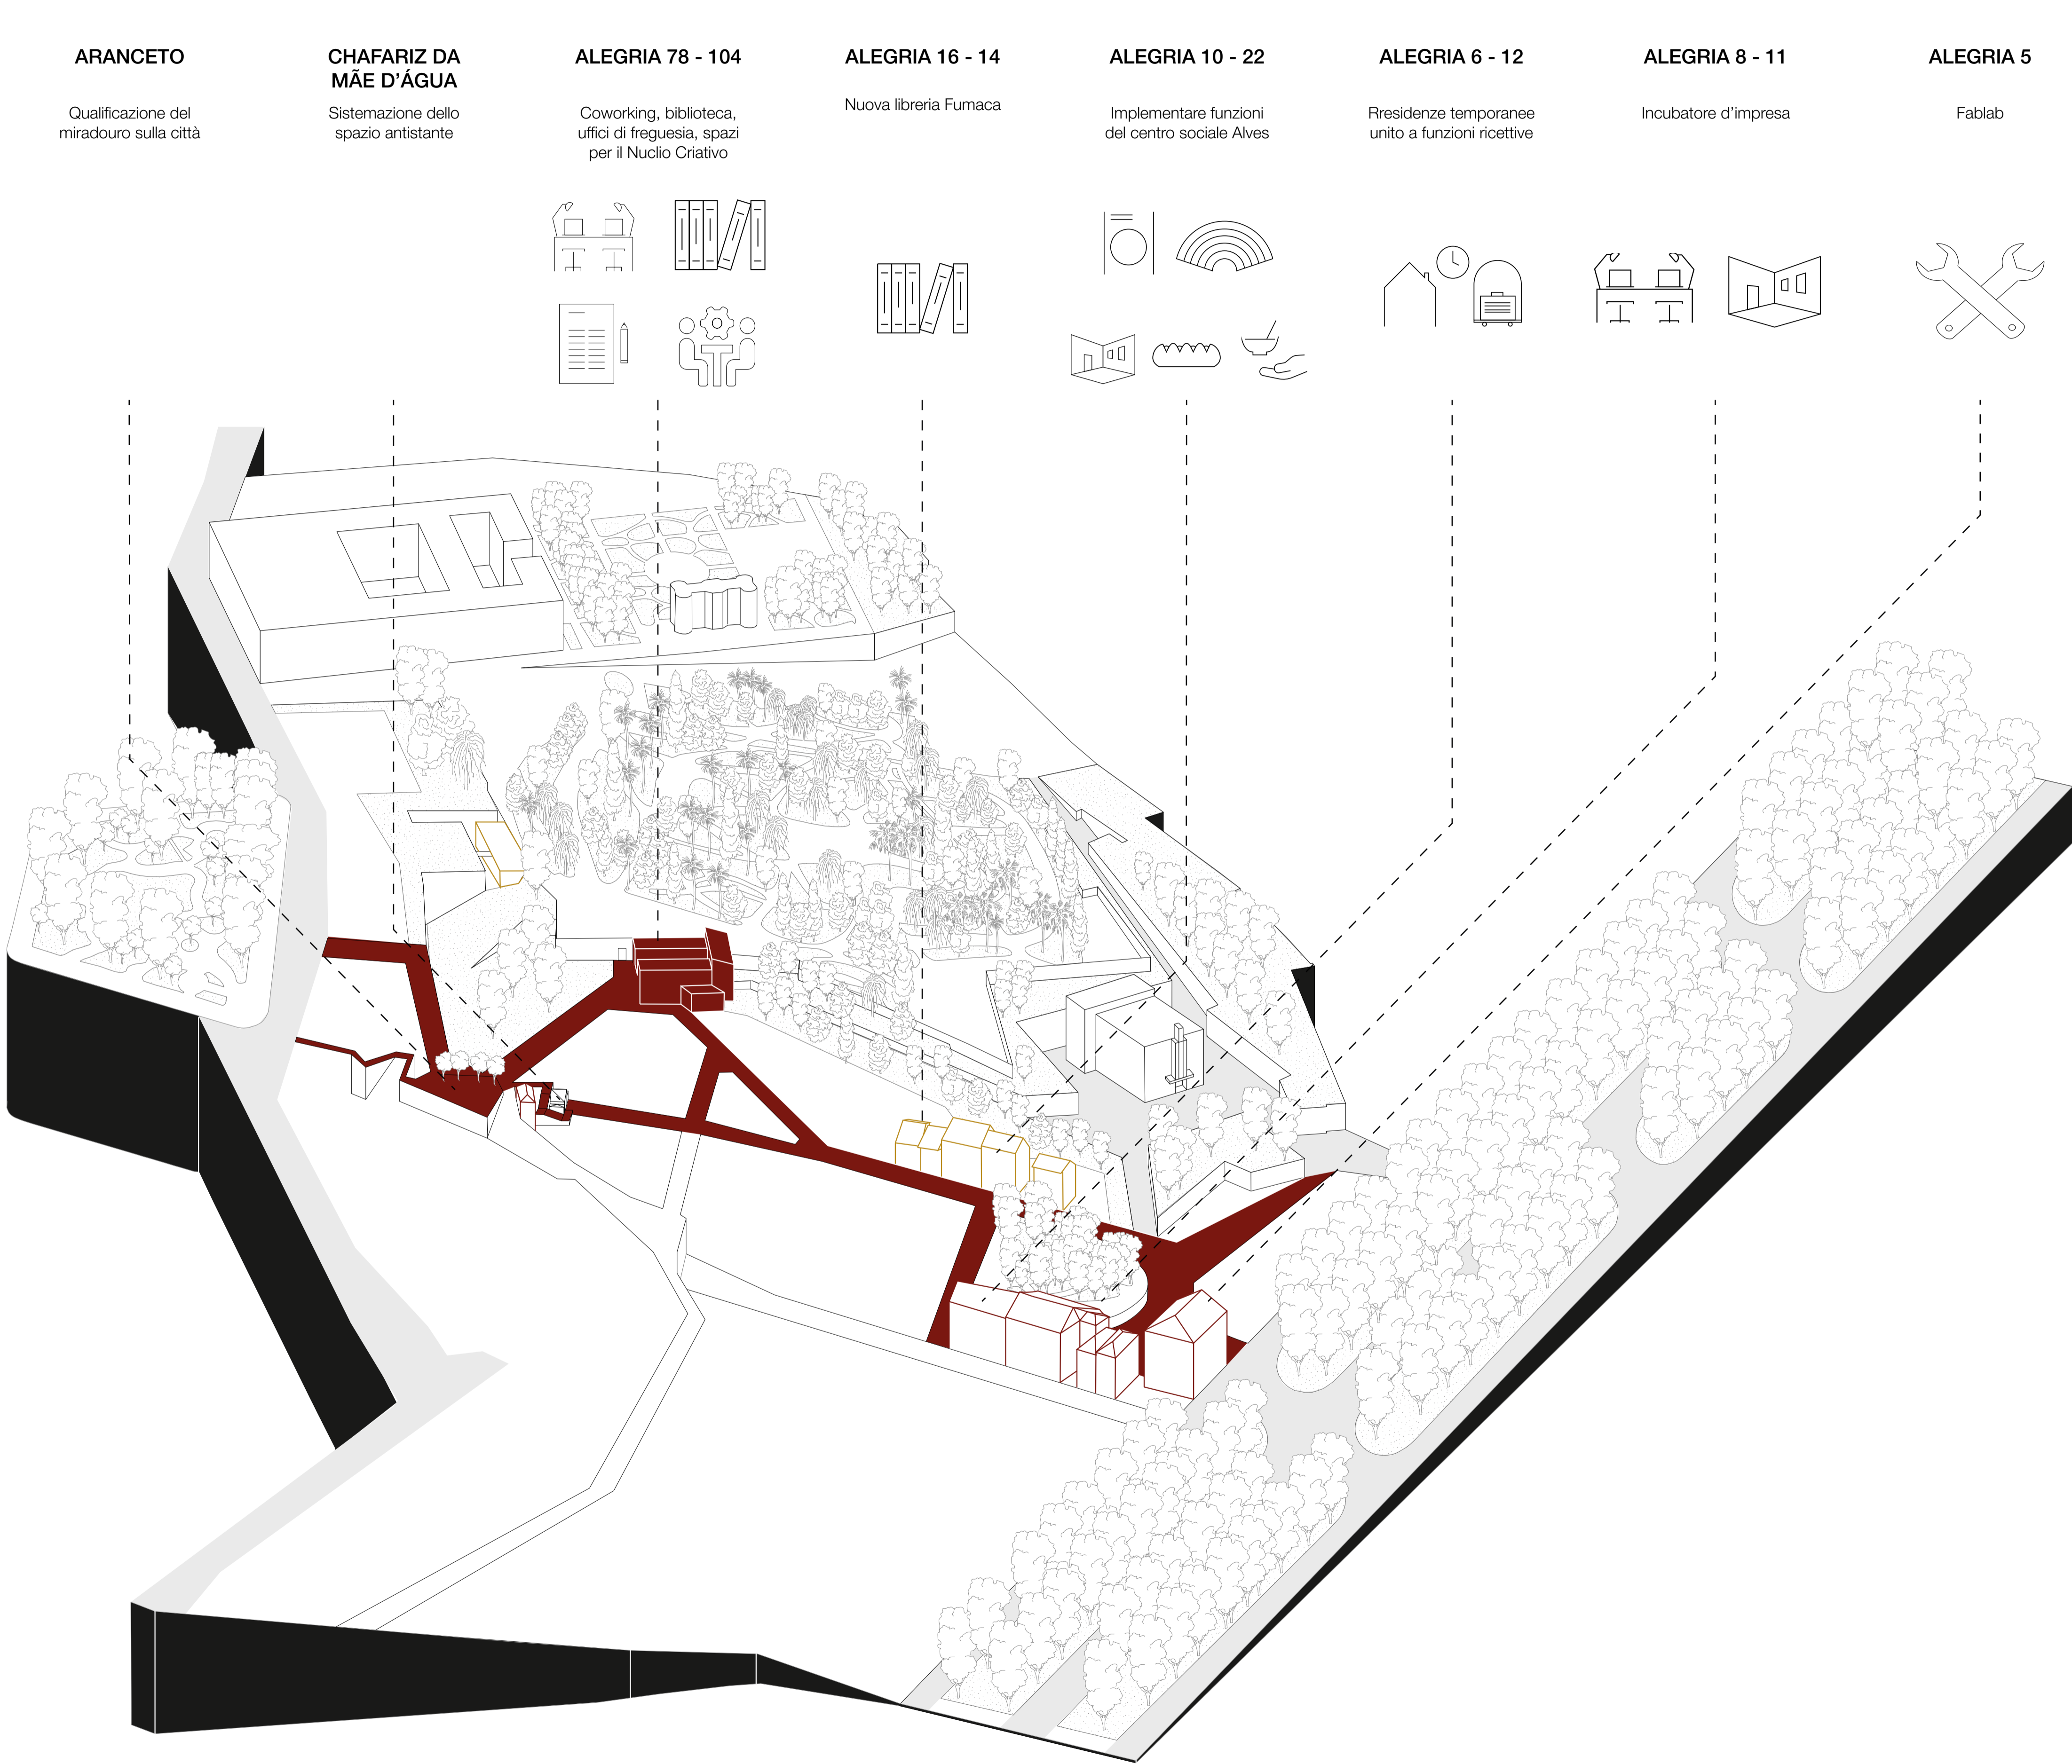 ARANCETO
Qualificazione del
miradouro sulla città
CHAFARIZ DA
MÃE D'ÁGUA
Sistemazione dello
spazio antistante
ALEGRIA 78 - 104
Coworking, biblioteca,
uffici di freguesia, spazi
per il Nuclio Criativo
ALEGRIA 16 - 14
Nuova libreria Fumaca
ALEGRIA 10 - 22
Implementare funzioni
del centro sociale Alves
ALEGRIA 6 - 12
Rresidenze temporanee
unito a funzioni ricettive
ALEGRIA 8 - 11
Incubatore d'impresa
ALEGRIA 5
Fablab